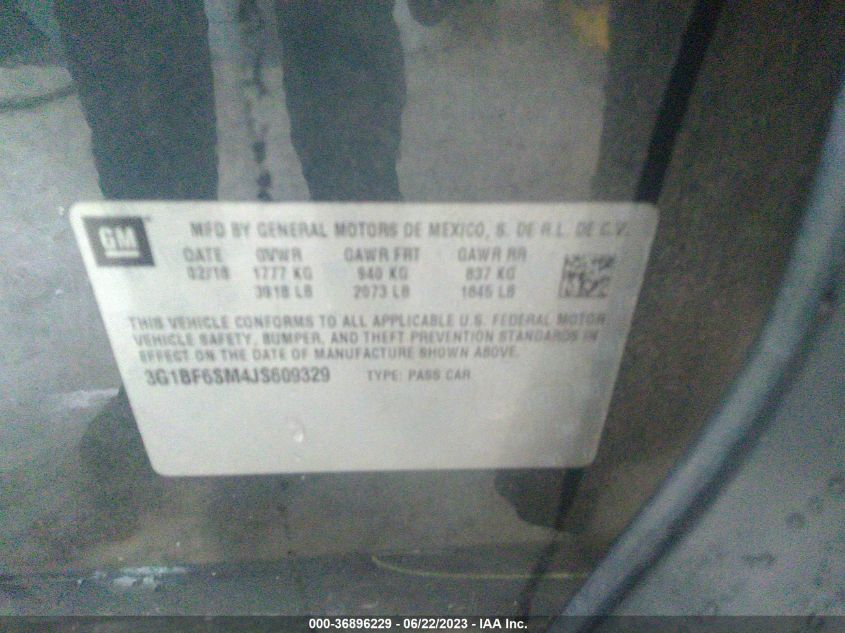 GM
MFD BY GENERAL MOTORS DE MEXICO, S. DE R.L. DE C.V.
DATE GVWR GAWR FRT GAWR RR
02/18 1777 KG 940 KG 837 KG
3918 LB 2073 LB 1845 LB
THIS VEHICLE CONFORMS TO ALL APPLICABLE U.S. FEDERAL MOTOR
VEHICLE SAFETY, BUMPER, AND THEFT PREVENTION STANDARDS IN
EFFECT ON THE DATE OF MANUFACTURE SHOWN ABOVE.
3G1BF6SM4JS609329 TYPE: PASS CAR
000-36896229 - 06/22/2023 - IAA Inc.